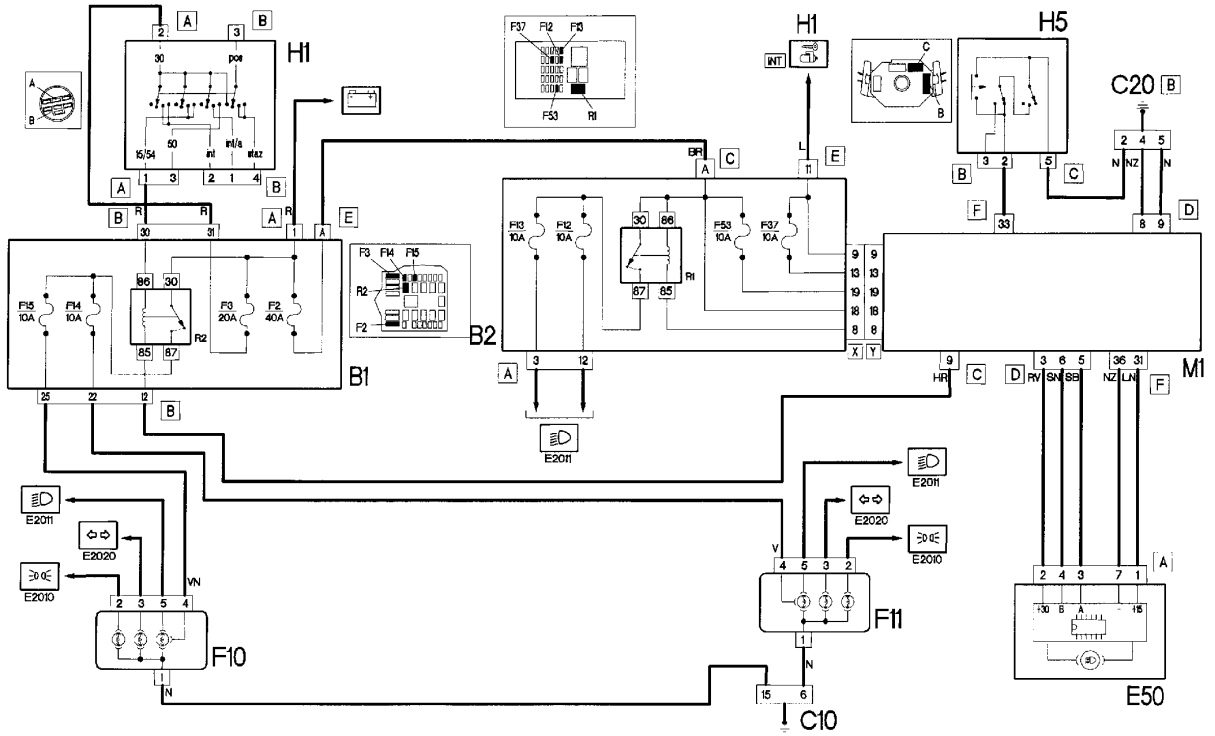 A
B
2
3
H1
30
pos
A
B
15/54
50
int
int/a
staz
1
3
2
1
4
A
B
B
R
R
A
R
E
30
31
1
A
86
30
F15
10A
F14
10A
F3
20A
F2
40A
R2
85
87
B1
25
22
12
B
F37
F12
F13
F53
R1
F3
F14
F15
R2
F2
B2
BR
C
A
H1
INT
L
E
11
F13
10A
F12
10A
30
86
R1
87
85
F53
10A
F37
10A
9
9
13
13
19
19
18
18
8
8
X
Y
A
3
12
E2011
C
B
H5
3
2
5
B
C
C20
B
2
4
5
N
NZ
N
F
33
D
8
9
M1
9
HR
C
D
3
6
5
RV
SN
SB
36
31
NZ
LN
F
E2011
E2020
E2010
VN
2
3
5
4
F10
1
N
E2011
E2020
E2010
V
4
5
3
2
F11
1
N
15
6
C10
A
2
4
3
7
1
+30
B
A
-
+15
E50